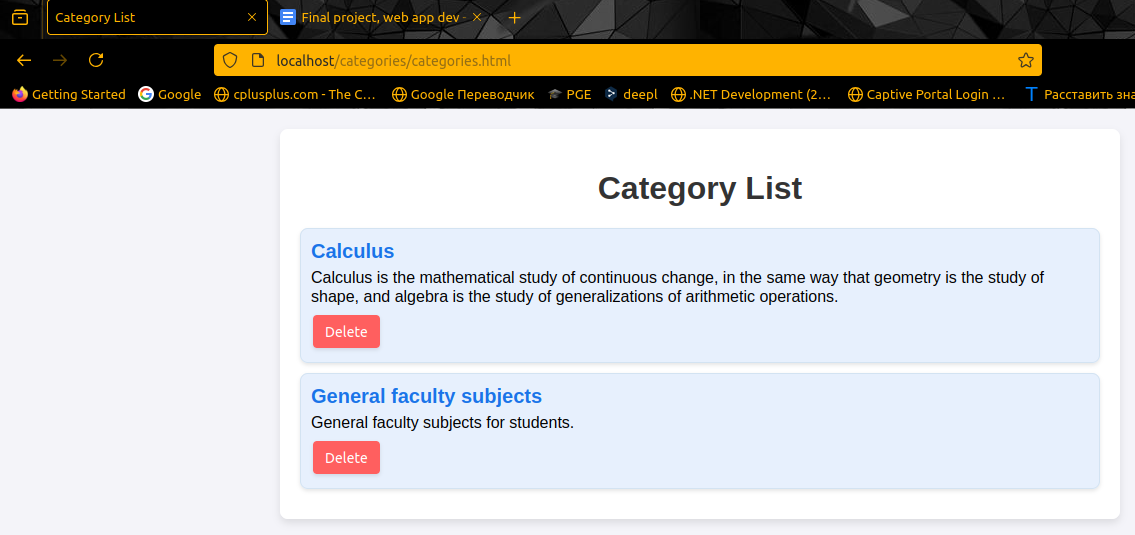 Category List
Final project, web app dev -
localhost/categories/categories.html
Getting Started Google cplusplus.com - The C… Google Переводчик PGE deepl .NET Development (2… Captive Portal Login … Расставить зна
Category List
Calculus
Calculus is the mathematical study of continuous change, in the same way that geometry is the study of
shape, and algebra is the study of generalizations of arithmetic operations.
Delete
General faculty subjects
General faculty subjects for students.
Delete